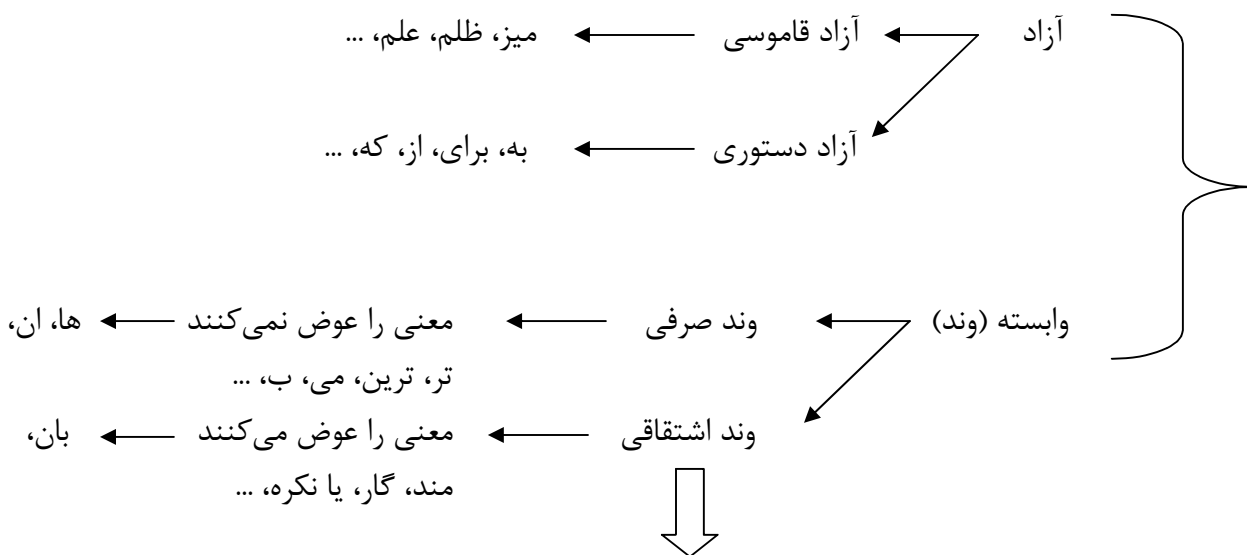 آزاد آزاد قاموسی میز، ظلم، علم، ...
آزاد دستوری به، برای، از، که، ...
وابسته (وند) وند صرفی معنی را عوض نمی‌کنند ها، ان،
تر، ترین، می، ب، ...
وند اشتقاقی معنی را عوض می‌کنند بان،
مند، گار، یا نکره، ...